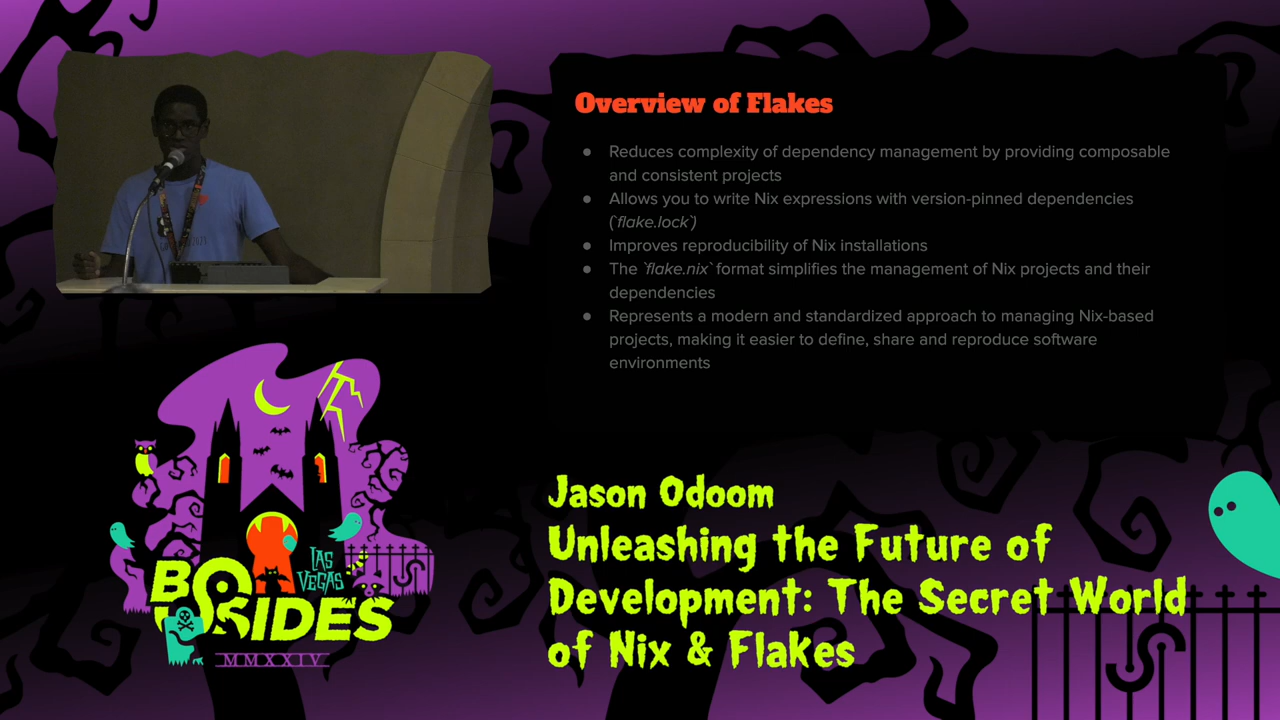 Overview of Flakes
● Reduces complexity of dependency management by providing composable
and consistent projects
● Allows you to write Nix expressions with version-pinned dependencies
(`flake.lock`)
● Improves reproducibility of Nix installations
● The `flake.nix` format simplifies the management of Nix projects and their
dependencies
● Represents a modern and standardized approach to managing Nix-based
projects, making it easier to define, share and reproduce software
environments
LAS
VEGAS
BSIDES
MMXXIV
Jason Odoom
Unleashing the Future of
Development: The Secret World
of Nix & Flakes